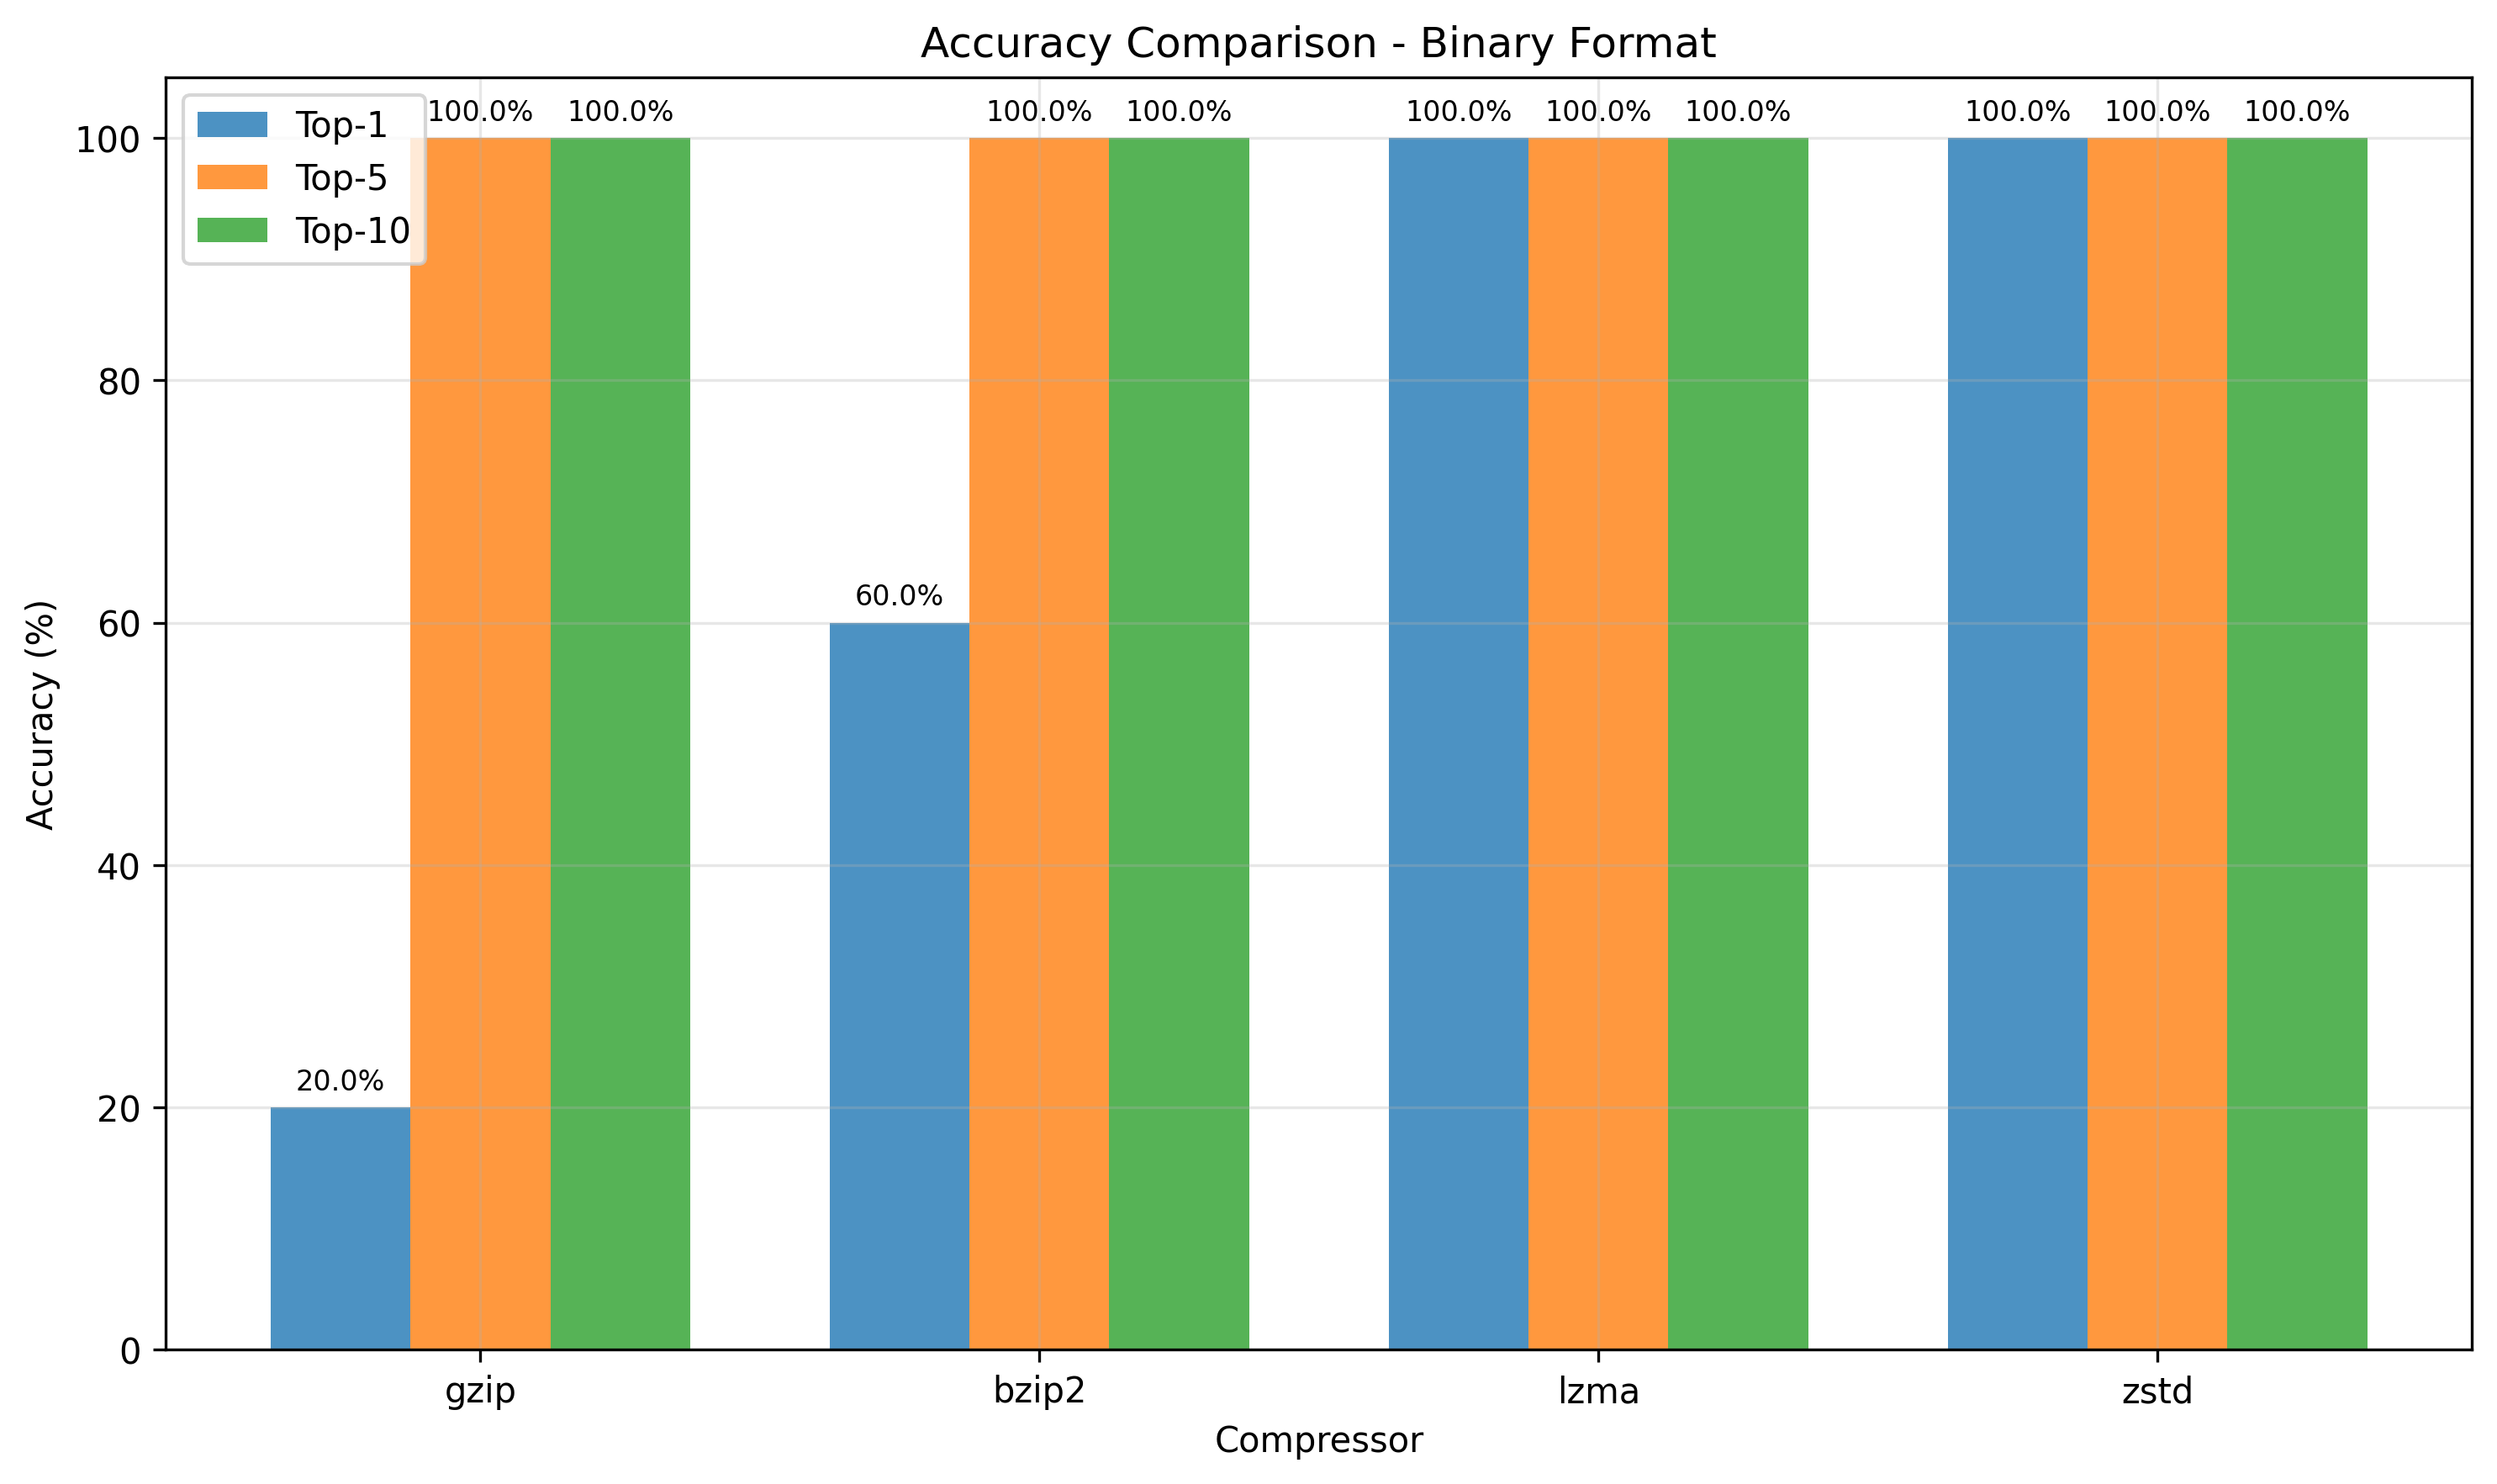 Accuracy Comparison - Binary Format
Top-1
Top-5
Top-10
100.0% 100.0% 100.0% 100.0% 100.0% 100.0% 100.0% 100.0% 100.0% 100.0%
60.0%
20.0%
100
80
60
40
20
0
Accuracy (%)
gzip bzip2 lzma zstd
Compressor